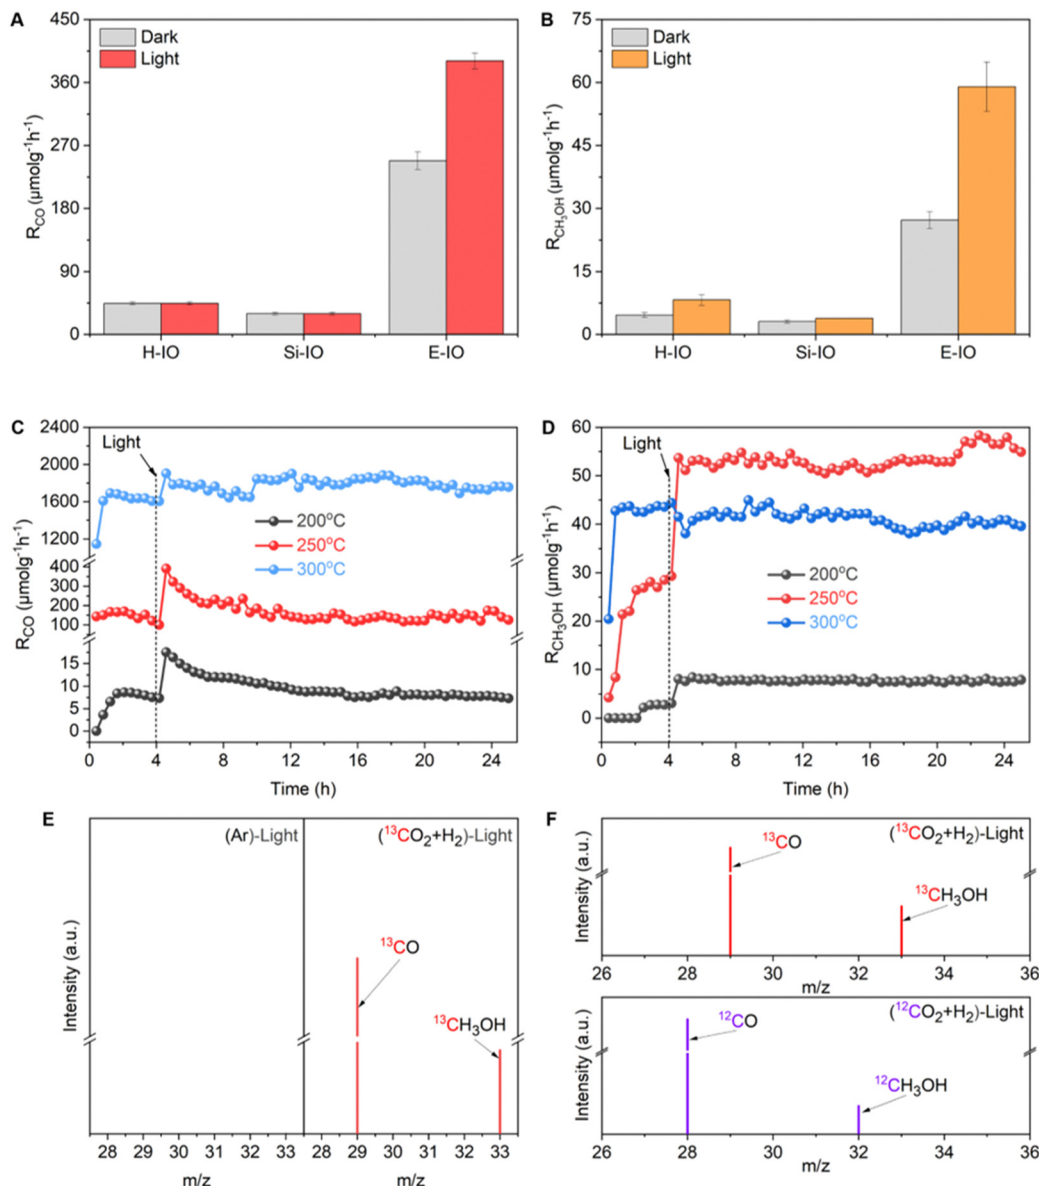 A
450
360
270
180
90
0
R_CO (μmolg⁻¹h⁻¹)
Dark
Light
H-IO Si-IO E-IO
B
75
60
45
30
15
0
R_CH₃OH (μmolg⁻¹h⁻¹)
Dark
Light
H-IO Si-IO E-IO
C
2400
2000
1600
1200
400
300
200
100
15
10
5
0
R_CO (μmolg⁻¹h⁻¹)
Light
200°C
250°C
300°C
0 4 8 12 16 20 24
Time (h)
D
60
50
40
30
20
10
0
R_CH₃OH (μmolg⁻¹h⁻¹)
Light
200°C
250°C
300°C
0 4 8 12 16 20 24
Time (h)
E
Intensity (a.u.)
(Ar)-Light
(¹³CO₂+H₂)-Light
¹³CO
¹³CH₃OH
28 29 30 31 32 33 28 29 30 31 32 33
m/z m/z
F
Intensity (a.u.)
(¹³CO₂+H₂)-Light
¹³CO
¹³CH₃OH
26 28 30 32 34 36
m/z
Intensity (a.u.)
(¹²CO₂+H₂)-Light
¹²CO
¹²CH₃OH
26 28 30 32 34 36
m/z